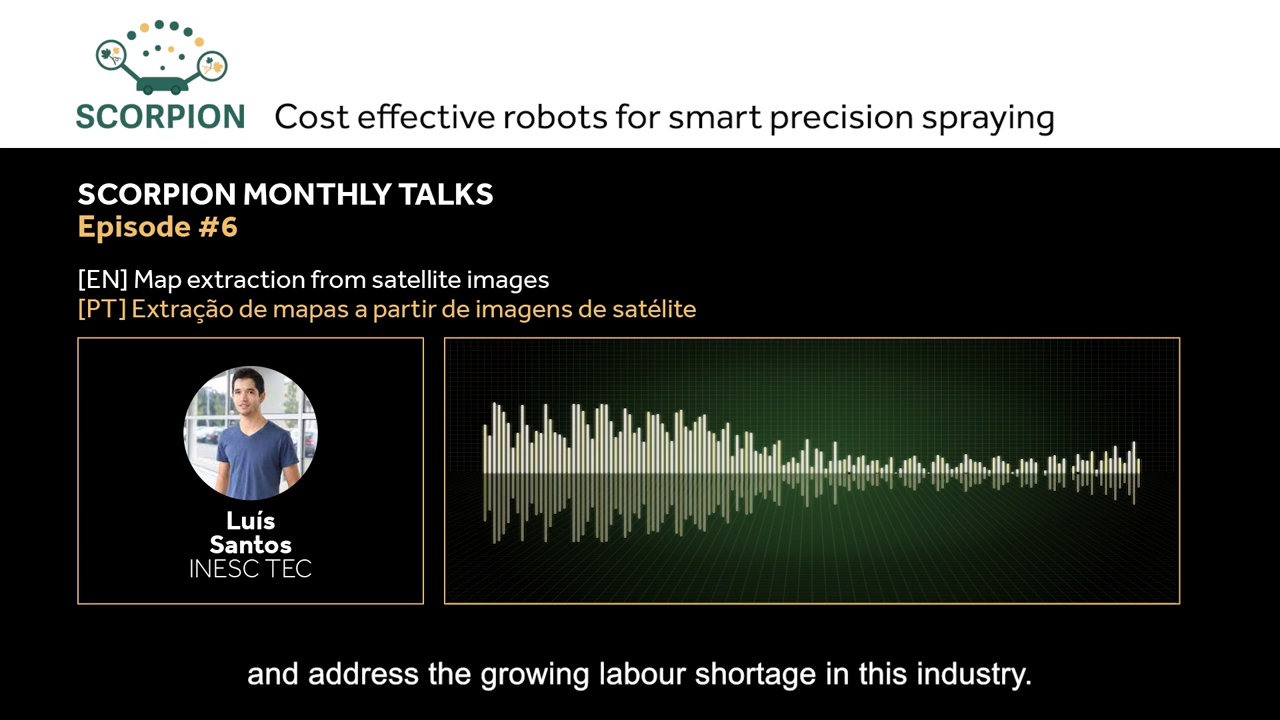 SCORPION
Cost effective robots for smart precision spraying
SCORPION MONTHLY TALKS
Episode #6
[EN] Map extraction from satellite images
[PT] Extração de mapas a partir de imagens de satélite
Luís
Santos
INESC TEC
and address the growing labour shortage in this industry.